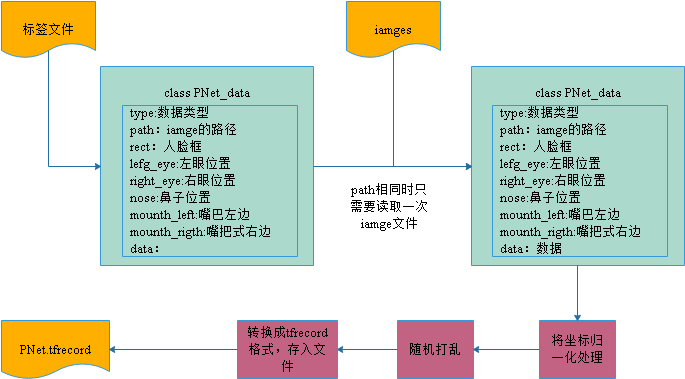 标签文件
iamges
class PNet_data
type:数据类型
path：iamge的路径
rect：人脸框
lefg_eye:左眼位置
right_eye:右眼位置
nose:鼻子位置
mounth_left:嘴巴左边
mounth_rigth:嘴把式右边
data：
path相同时只
需要读取一次
iamge文件
class PNet_data
type:数据类型
path：iamge的路径
rect：人脸框
lefg_eye:左眼位置
right_eye:右眼位置
nose:鼻子位置
mounth_left:嘴巴左边
mounth_rigth:嘴把式右边
data：数据
将坐标归
一化处理
随机打乱
转换成tfrecord
格式，存入文
件
PNet.tfrecord